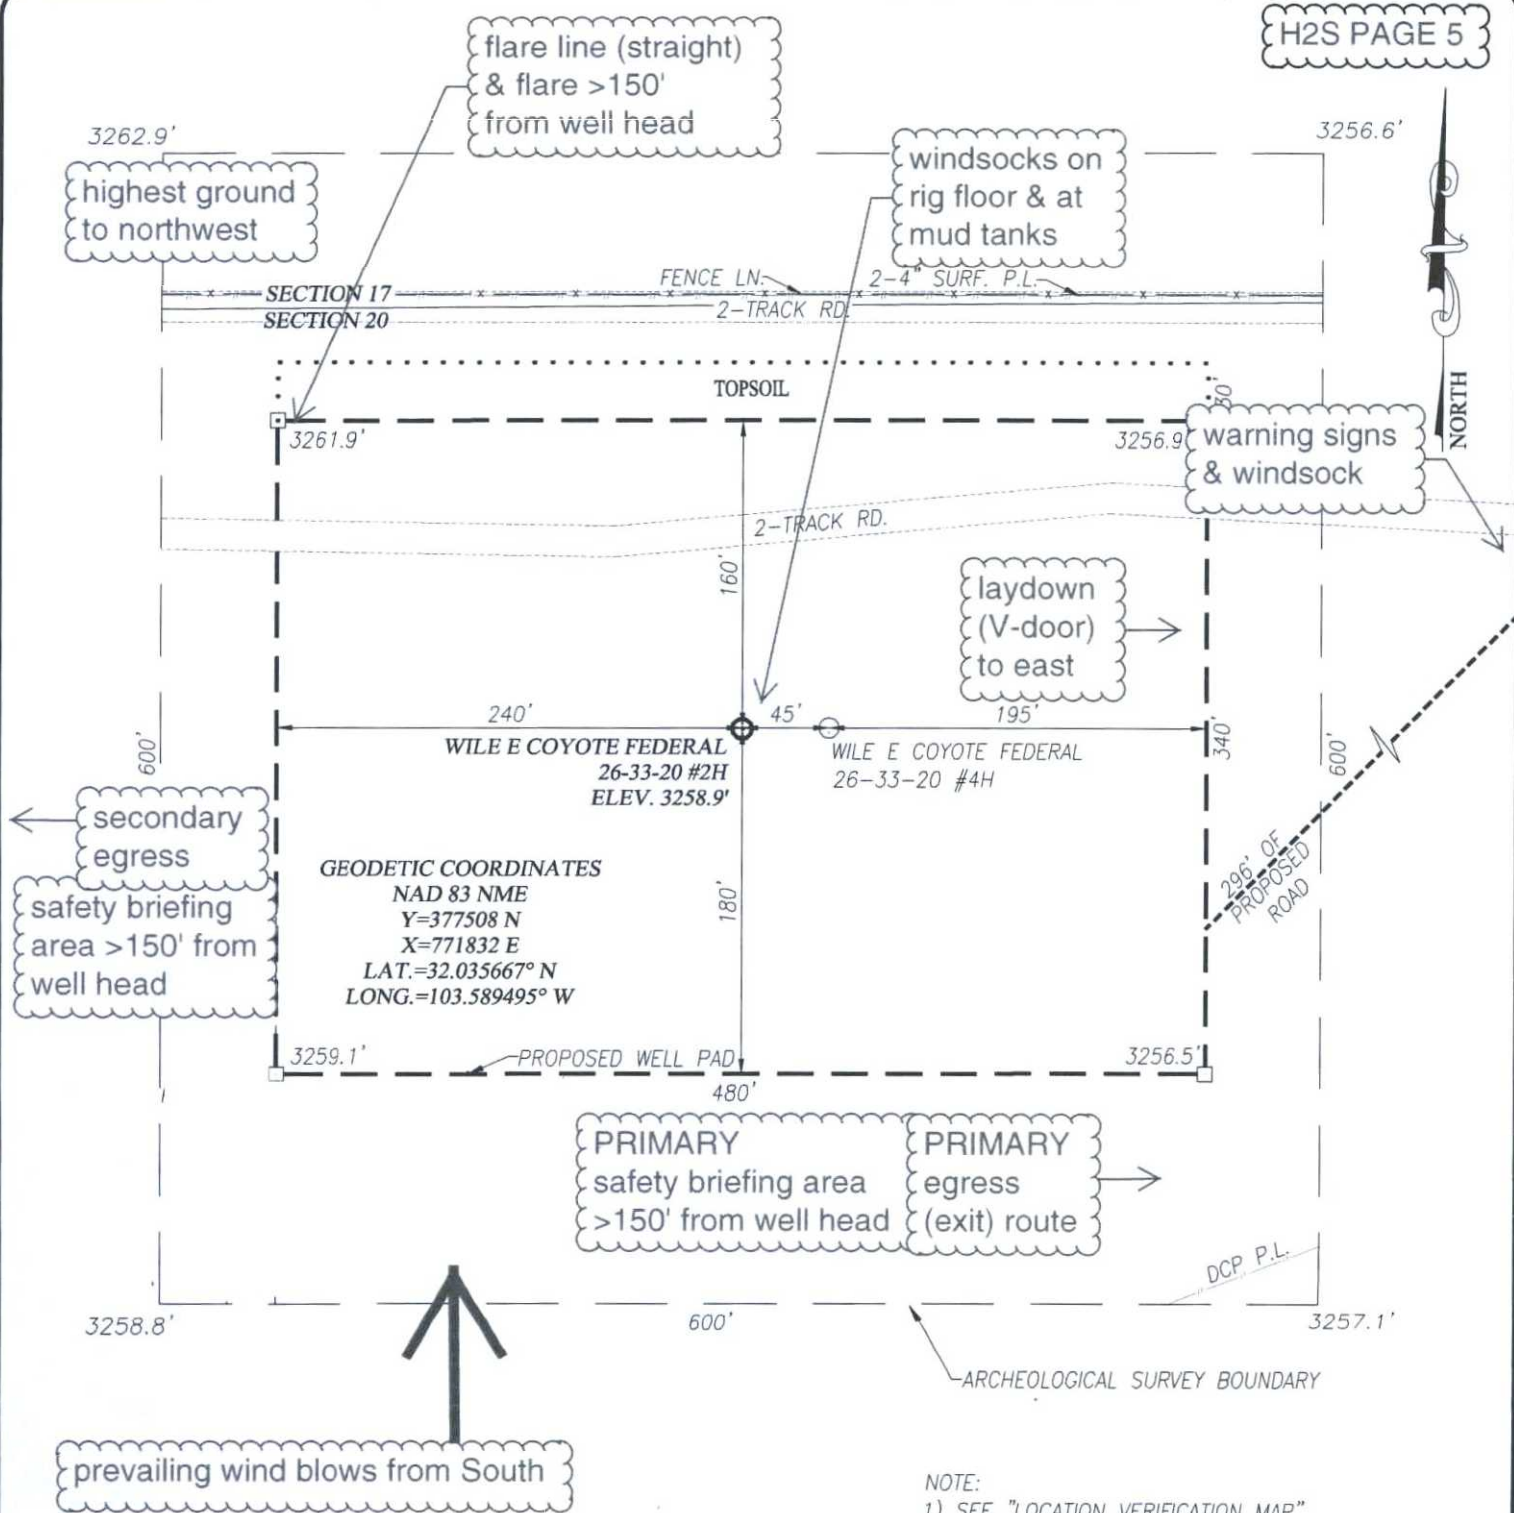 H2S PAGE 5
flare line (straight)
& flare >150'
from well head
3262.9'
3256.6'
highest ground
to northwest
windsocks on
rig floor & at
mud tanks
FENCE LN.
2-4" SURF. P.L.
SECTION 17
2-TRACK RD.
SECTION 20
TOPSOIL
30'
NORTH
3261.9'
3256.9
warning signs
& windsock
2-TRACK RD.
160'
laydown
(V-door)
to east
240'
45'
195'
340'
600'
600'
WILE E COYOTE FEDERAL
26-33-20 #2H
ELEV. 3258.9'
WILE E COYOTE FEDERAL
26-33-20 #4H
secondary
egress
safety briefing
area >150' from
well head
GEODETIC COORDINATES
NAD 83 NME
Y=377508 N
X=771832 E
LAT.=32.035667° N
LONG.=103.589495° W
180'
296' OF
PROPOSED
ROAD
3259.1'
PROPOSED WELL PAD
3256.5'
480'
PRIMARY
safety briefing area
>150' from well head
PRIMARY
egress
(exit) route
DCP P.L.
3258.8'
600'
3257.1'
ARCHEOLOGICAL SURVEY BOUNDARY
prevailing wind blows from South
NOTE:
1) SEE "LOCATION VERIFICATION MAP"